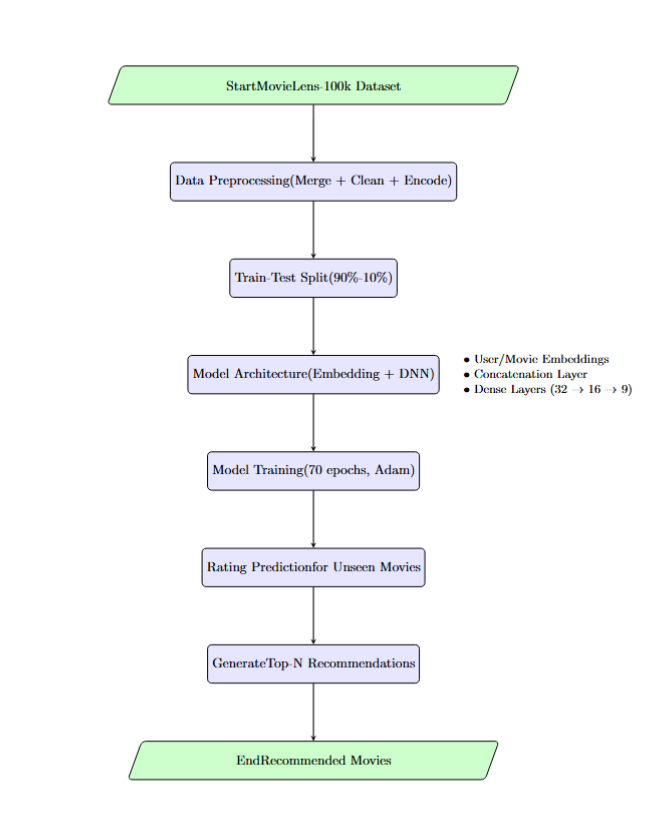 StartMovieLens-100k Dataset
Data Preprocessing(Merge + Clean + Encode)
Train-Test Split(90%-10%)
Model Architecture(Embedding + DNN)
• User/Movie Embeddings
• Concatenation Layer
• Dense Layers (32 → 16 → 9)
Model Training(70 epochs, Adam)
Rating Predictionfor Unseen Movies
GenerateTop-N Recommendations
EndRecommended Movies